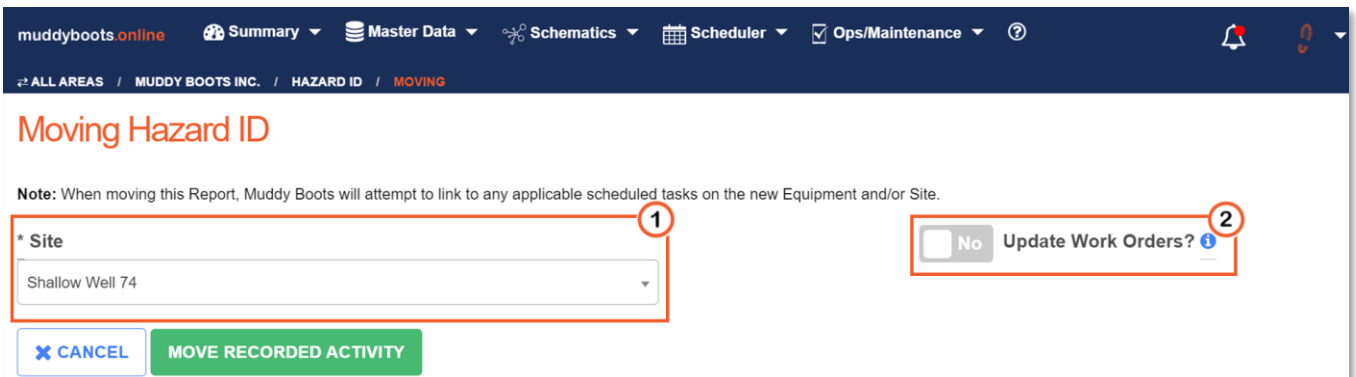 muddyboots.online Summary Master Data Schematics Scheduler Ops/Maintenance ?
ALL AREAS / MUDDY BOOTS INC. / HAZARD ID / MOVING
Moving Hazard ID
Note: When moving this Report, Muddy Boots will attempt to link to any applicable scheduled tasks on the new Equipment and/or Site.
1
2
* Site
No Update Work Orders? i
Shallow Well 74
CANCEL MOVE RECORDED ACTIVITY